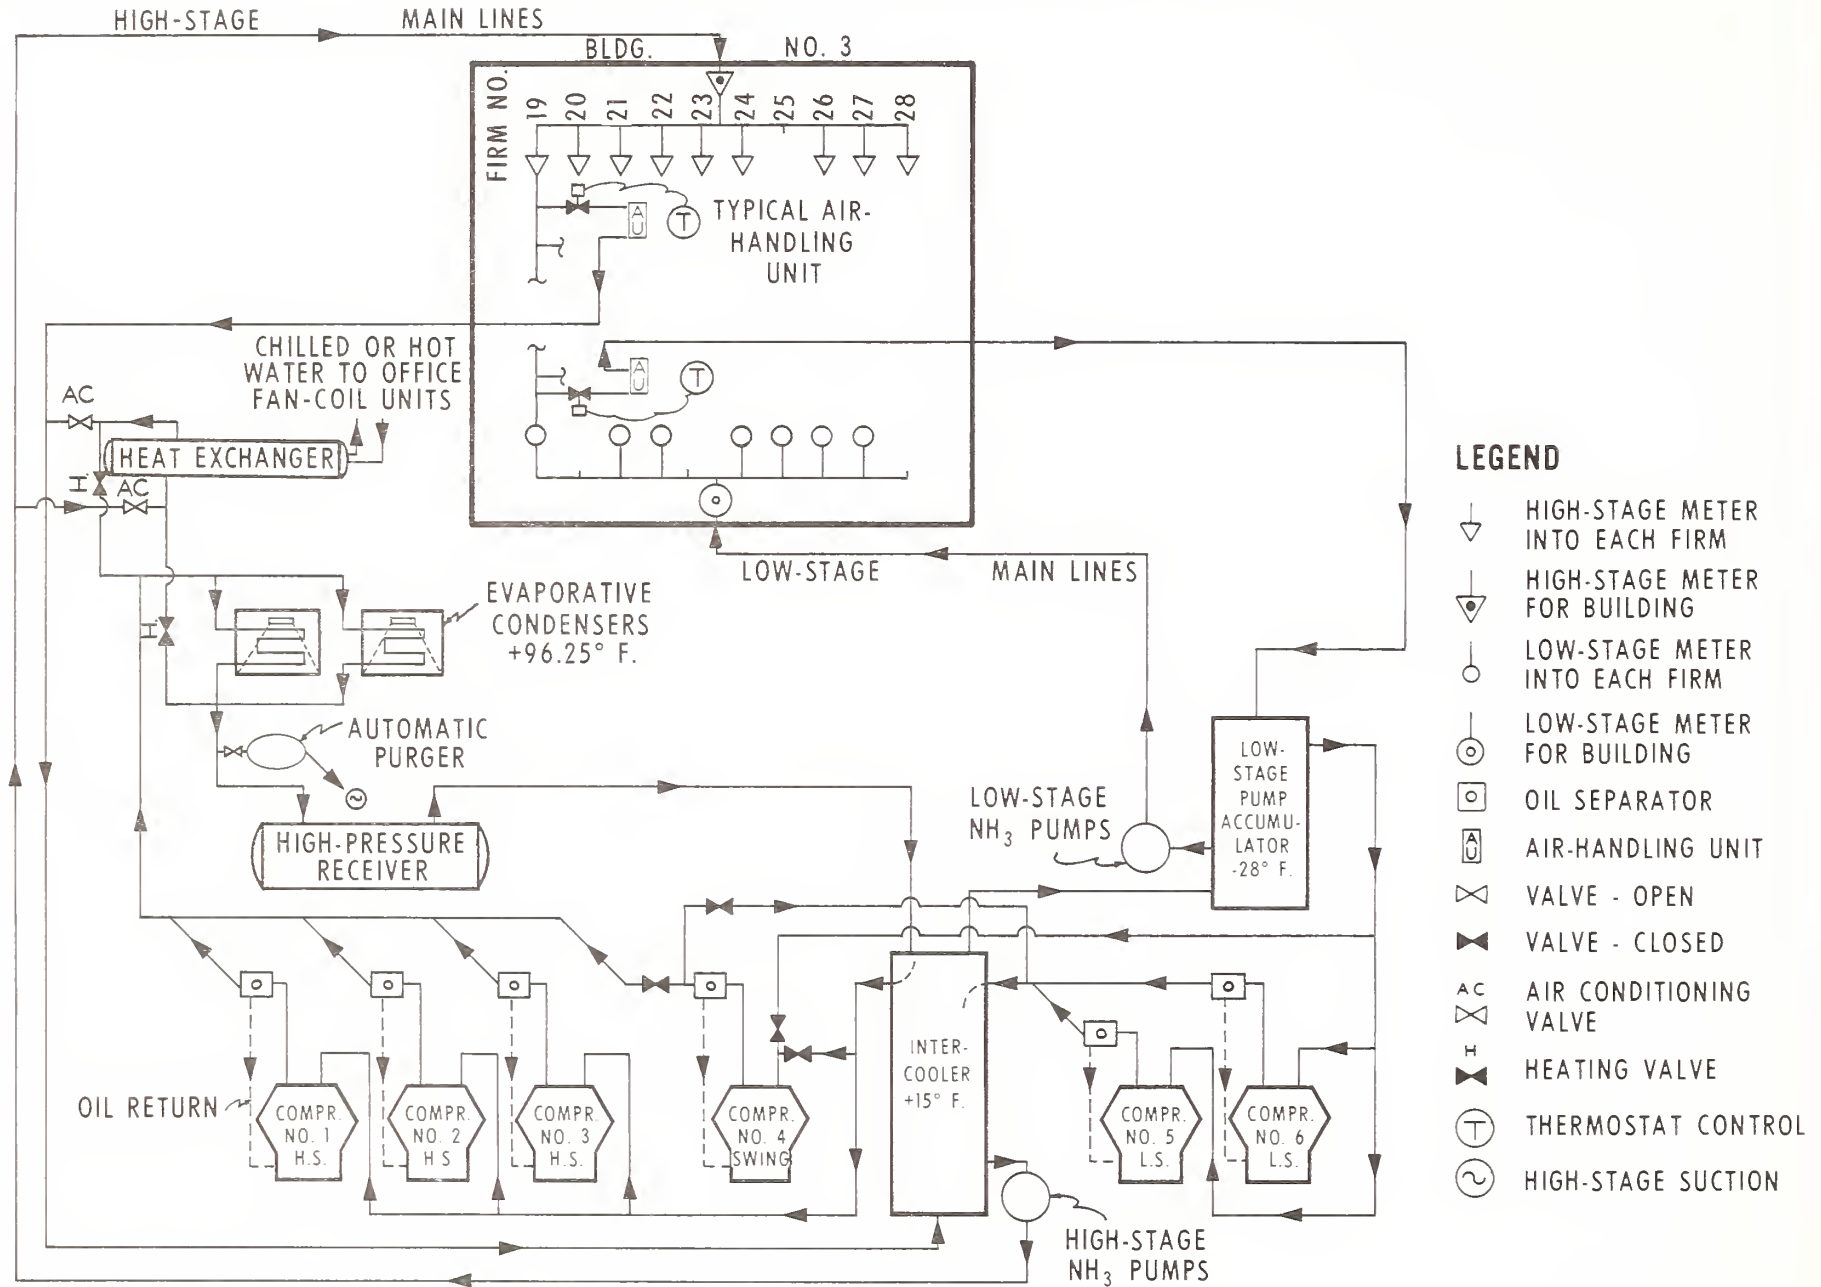 HIGH-STAGE MAIN LINES
BLDG. NO. 3
FIRM NO.
19 20 21 22 23 24 25 26 27 28
A
U
T
TYPICAL AIR-
HANDLING
UNIT
CHILLED OR HOT
WATER TO OFFICE
FAN-COIL UNITS
A
U
T
AC
HEAT EXCHANGER
H
AC
LOW-STAGE MAIN LINES
EVAPORATIVE
CONDENSERS
+96.25° F.
H
AUTOMATIC
PURGER
HIGH-PRESSURE
RECEIVER
LOW-STAGE
NH3 PUMPS
LOW-
STAGE
PUMP
ACCUMU-
LATOR
-28° F.
INTER-
COOLER
+15° F.
OIL RETURN
COMPR.
NO. 1
H.S.
COMPR.
NO. 2
H S
COMPR.
NO. 3
H.S.
COMPR.
NO. 4
SWING
COMPR.
NO. 5
L.S.
COMPR.
NO. 6
L.S.
HIGH-STAGE
NH3 PUMPS
LEGEND
HIGH-STAGE METER
INTO EACH FIRM
HIGH-STAGE METER
FOR BUILDING
LOW-STAGE METER
INTO EACH FIRM
LOW-STAGE METER
FOR BUILDING
OIL SEPARATOR
A
U
AIR-HANDLING UNIT
VALVE - OPEN
VALVE - CLOSED
AC
AIR CONDITIONING
VALVE
H
HEATING VALVE
T
THERMOSTAT CONTROL
HIGH-STAGE SUCTION